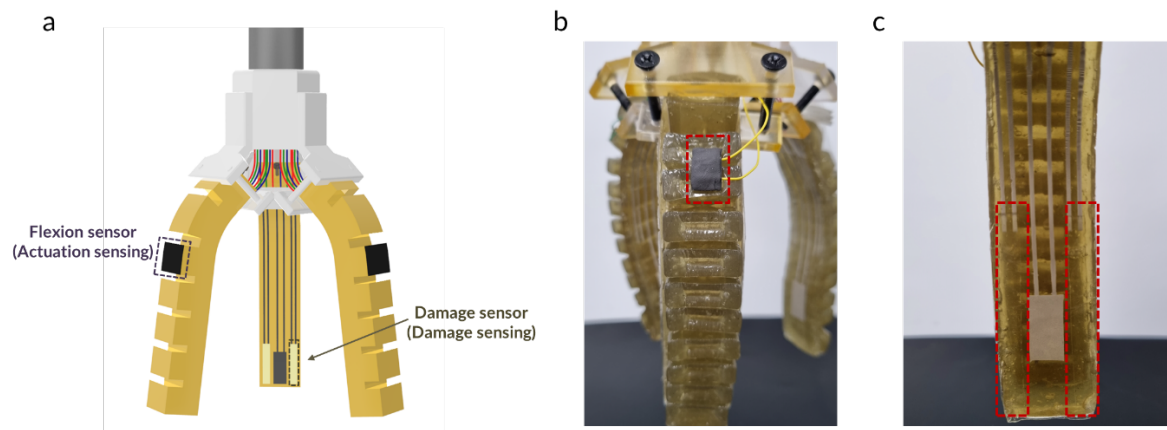 a
b
c
Flexion sensor
(Actuation sensing)
Damage sensor
(Damage sensing)